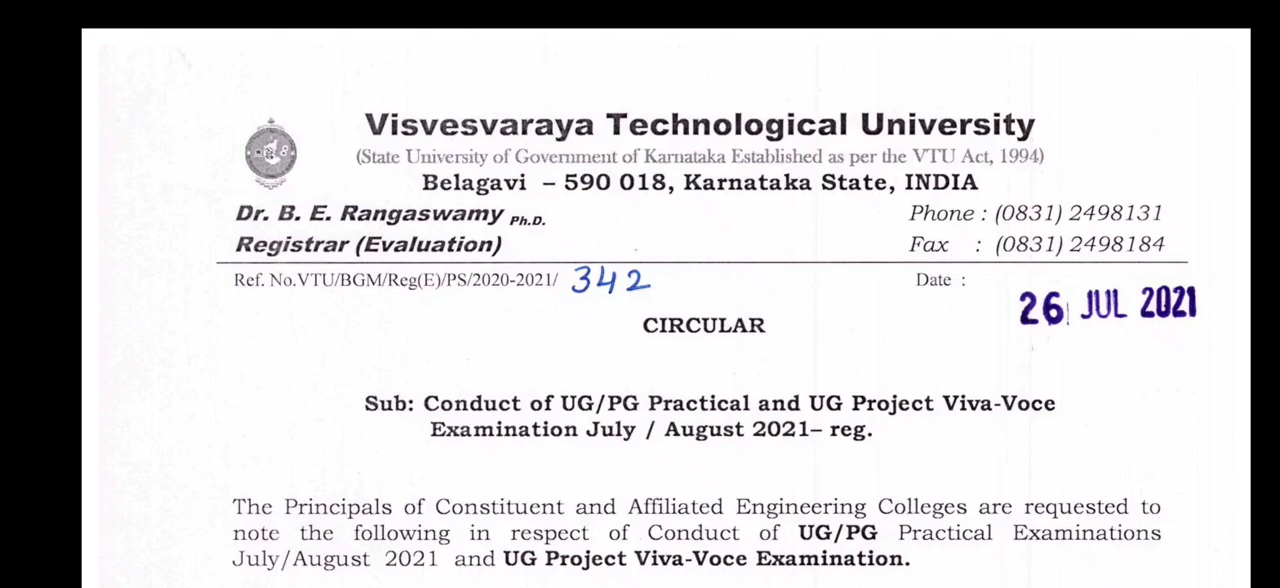 Visvesvaraya Technological University
(State University of Government of Karnataka Established as per the VTU Act, 1994)
Belagavi – 590 018, Karnataka State, INDIA
Dr. B. E. Rangaswamy Ph.D. Phone : (0831) 2498131
Registrar (Evaluation) Fax : (0831) 2498184
Ref. No.VTU/BGM/Reg(E)/PS/2020-2021/ 342 Date :
26 JUL 2021
CIRCULAR
Sub: Conduct of UG/PG Practical and UG Project Viva-Voce
Examination July / August 2021– reg.
The Principals of Constituent and Affiliated Engineering Colleges are requested to
note the following in respect of Conduct of UG/PG Practical Examinations
July/August 2021 and UG Project Viva-Voce Examination.